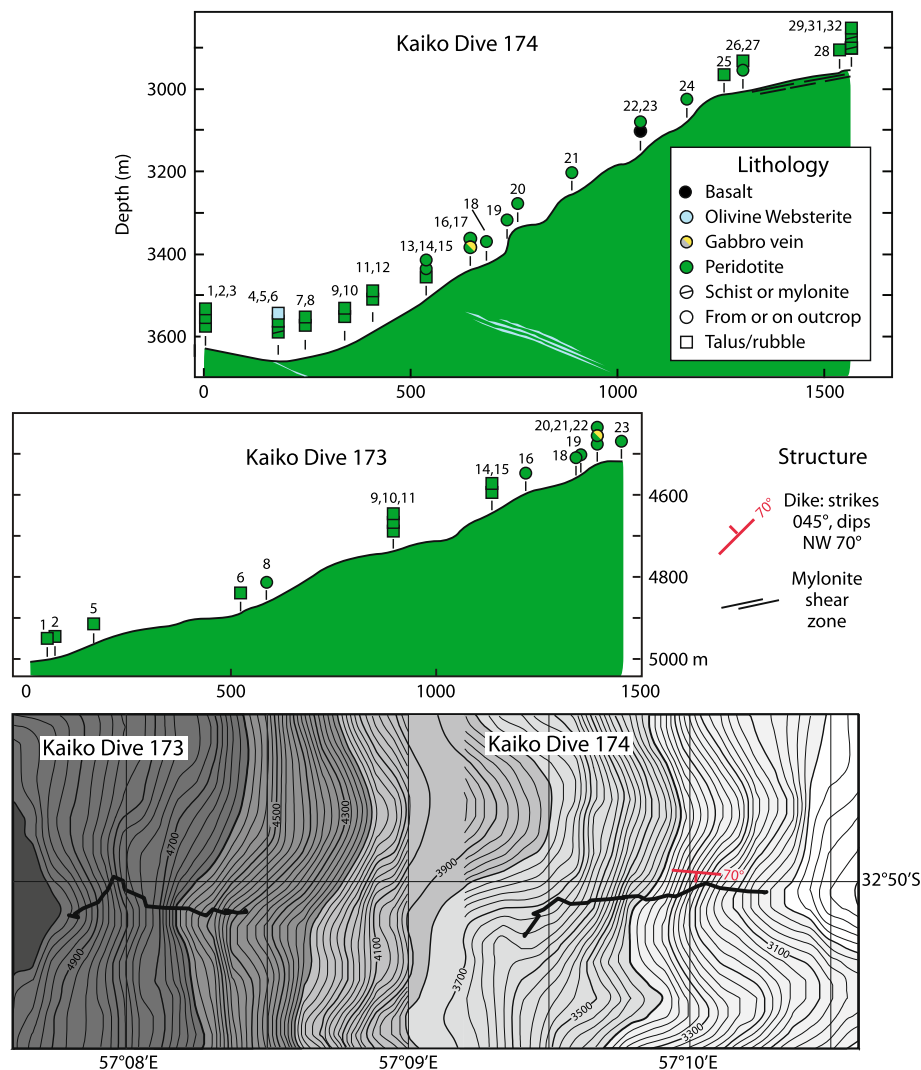 Kaiko Dive 174
Depth (m)
3000
3200
3400
3600
0
500
1000
1500
1,2,3
4,5,6
7,8
9,10
11,12
13,14,15
16,17
18
19
20
21
22,23
24
25
26,27
28
29,31,32
Lithology
Basalt
Olivine Websterite
Gabbro vein
Peridotite
Schist or mylonite
From or on outcrop
Talus/rubble
Kaiko Dive 173
1
2
5
6
8
9,10,11
14,15
16
18
19
20,21,22
23
4600
4800
5000 m
0
500
1000
1500
Structure
70°
Dike: strikes
045°, dips
NW 70°
Mylonite
shear
zone
Kaiko Dive 173
Kaiko Dive 174
4700
4500
4300
3900
4900
4100
3700
3500
3300
3100
70°
32°50'S
57°08'E
57°09'E
57°10'E